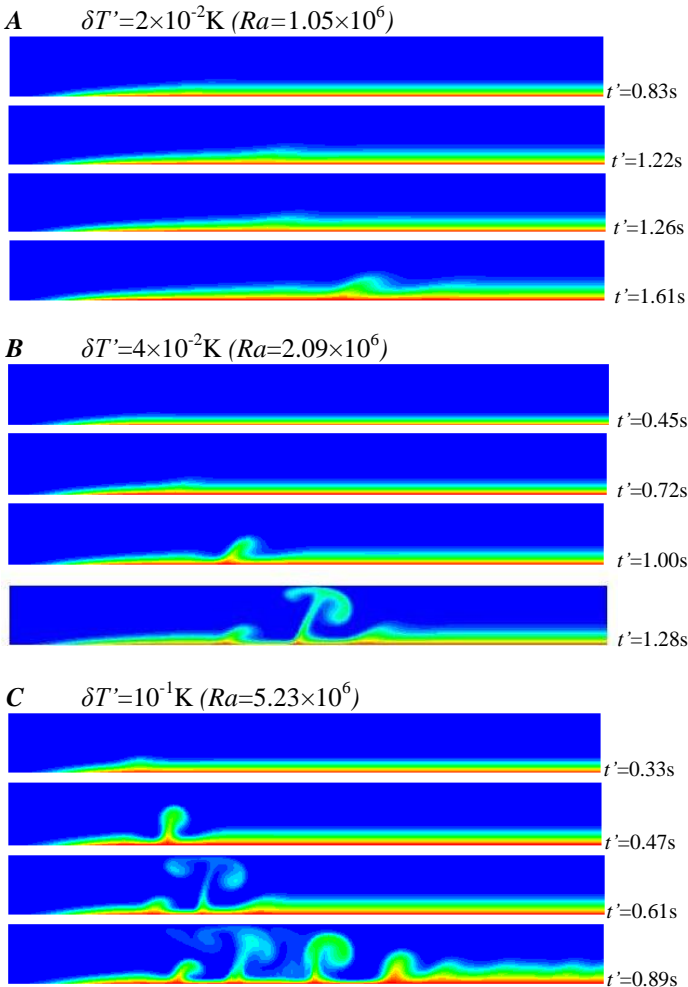 A δT’=2×10⁻²K (Ra=1.05×10⁶)
t’=0.83s
t’=1.22s
t’=1.26s
t’=1.61s
B δT’=4×10⁻²K (Ra=2.09×10⁶)
t’=0.45s
t’=0.72s
t’=1.00s
t’=1.28s
C δT’=10⁻¹K (Ra=5.23×10⁶)
t’=0.33s
t’=0.47s
t’=0.61s
t’=0.89s